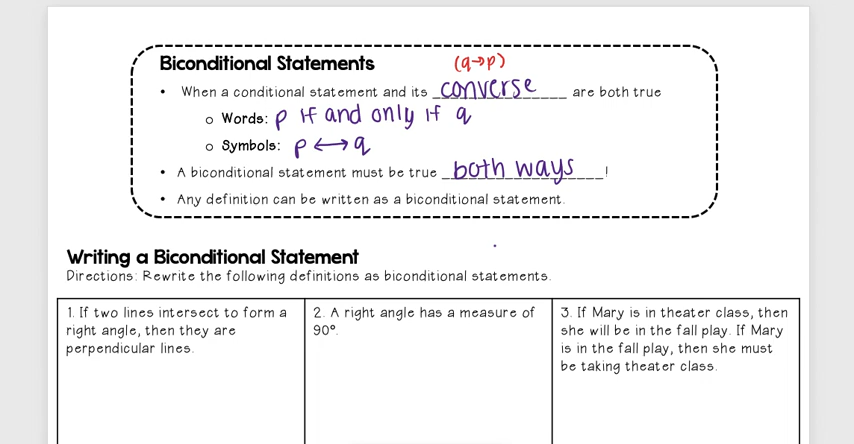 Biconditional Statements
(q→p)
• When a conditional statement and its converse are both true
o Words: p if and only if q
o Symbols: p ↔ q
• A biconditional statement must be true both ways!
• Any definition can be written as a biconditional statement.
Writing a Biconditional Statement
Directions: Rewrite the following definitions as biconditional statements.
1. If two lines intersect to form a
right angle, then they are
perpendicular lines.
2. A right angle has a measure of
90°.
3. If Mary is in theater class, then
she will be in the fall play. If Mary
is in the fall play, then she must
be taking theater class.